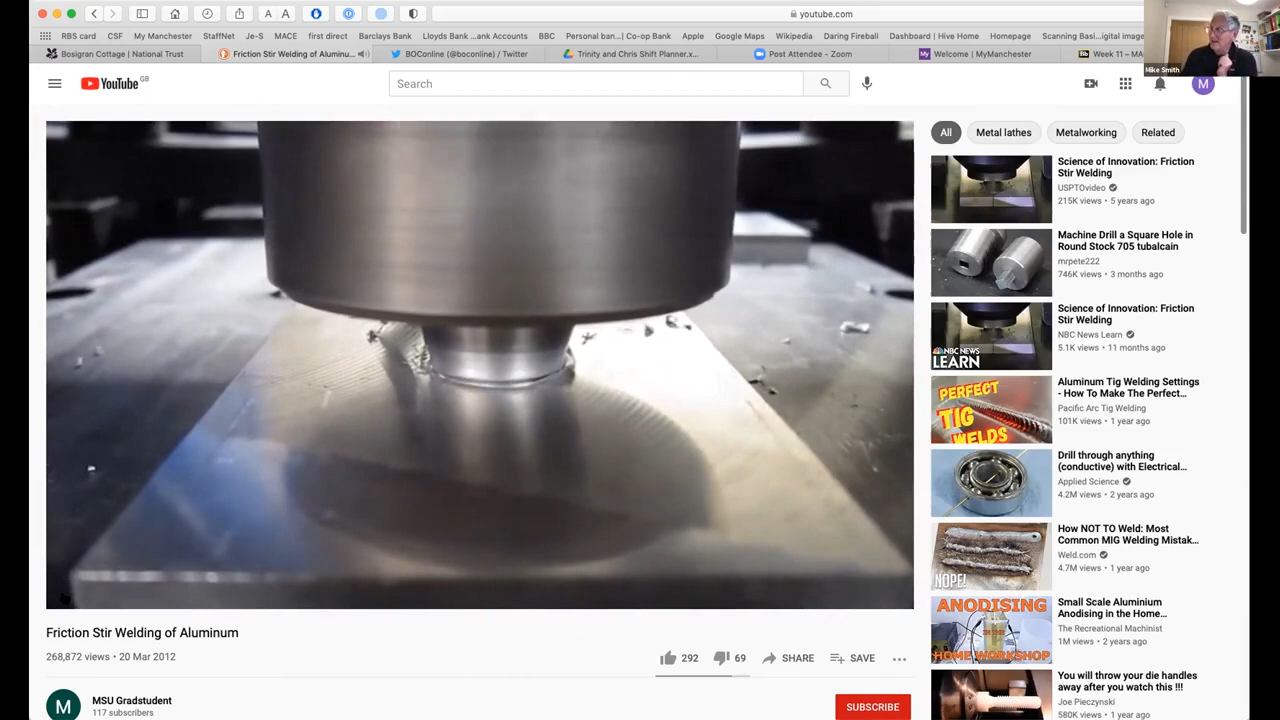 youtube.com
RBS card CSF My Manchester StaffNet Je-S MACE first direct Barclays Bank Lloyds Bank ...ank Accounts BBC Personal ban...| Co-op Bank Apple Google Maps Wikipedia Daring Fireball Dashboard | Hive Home Homepage Scanning Basi...igital image
Bosigran Cottage | National Trust
Friction Stir Welding of Aluminu...
BOConline (@boconline) / Twitter
Trinity and Chris Shift Planner.x...
Post Attendee - Zoom
Welcome | MyManchester
Week 11 – MA
Mike Smith
YouTube GB
Search
M
All
Metal lathes
Metalworking
Related
Science of Innovation: Friction
Stir Welding
USPTOvideo
215K views • 5 years ago
Machine Drill a Square Hole in
Round Stock 705 tubalcain
mrpete222
746K views • 3 months ago
NBC NEWS
LEARN
Science of Innovation: Friction
Stir Welding
NBC News Learn
5.1K views • 11 months ago
PERFECT
TIG
WELDS
Aluminum Tig Welding Settings
- How To Make The Perfect...
Pacific Arc Tig Welding
101K views • 1 year ago
Drill through anything
(conductive) with Electrical...
Applied Science
4.2M views • 2 years ago
NOPE!
How NOT TO Weld: Most
Common MIG Welding Mistak...
Weld.com
4.7M views • 1 year ago
ANODISING
IN THE
HOME WORKSHOP
Small Scale Aluminium
Anodising in the Home...
The Recreational Machinist
1M views • 2 years ago
You will throw your die handles
away after you watch this !!!
Joe Pieczynski
580K views • 1 year ago
Friction Stir Welding of Aluminum
268,872 views • 20 Mar 2012
292
69
SHARE
SAVE
M
MSU Gradstudent
117 subscribers
SUBSCRIBE